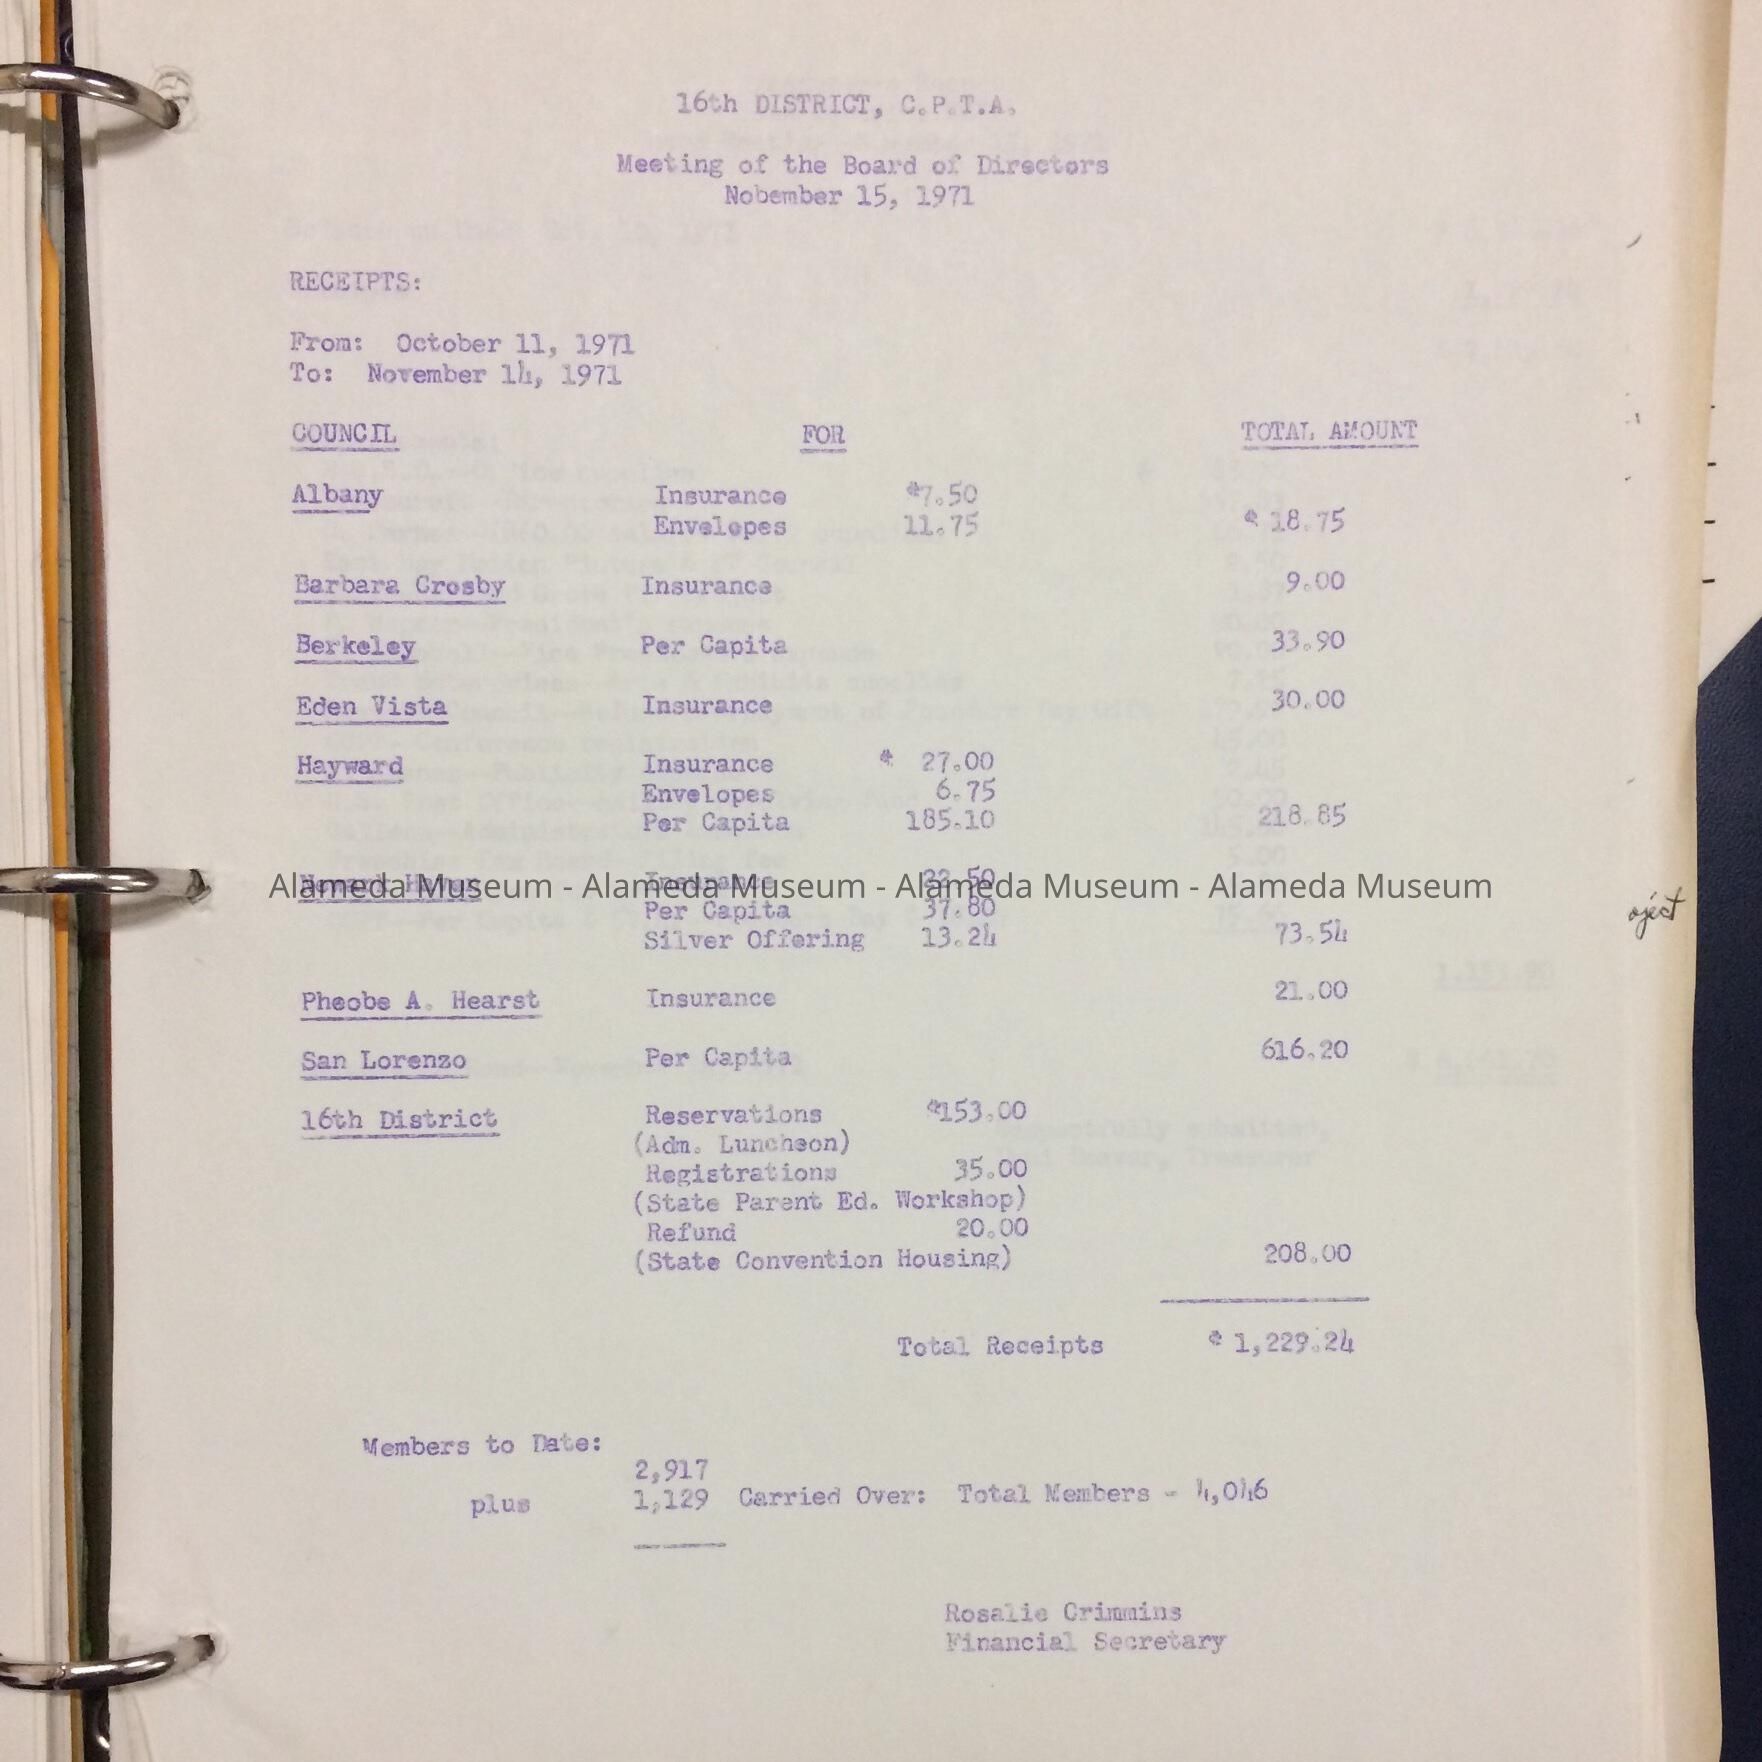 16th DISTRICT, C.P.T.A.
Meeting of the Board of Directors
Nobember 15, 1971
RECEIPTS:
From: October 11, 1971
To: November 14, 1971
COUNCIL FOR TOTAL AMOUNT
Albany Insurance $7.50
Envelopes 11.75 $ 18.75
Barbara Crosby Insurance 9.00
Berkeley Per Capita 33.90
Eden Vista Insurance 30.00
Hayward Insurance $ 27.00
Envelopes 6.75
Per Capita 185.10 218.85
Newark Haven Insurance 22.50
Alameda Museum - Alameda Museum - Alameda Museum - Alameda Museum
Per Capita 37.80
Silver Offering 13.24 73.54
oject
Pheobe A. Hearst Insurance 21.00
San Lorenzo Per Capita 616.20
16th District Reservations $153.00
(Adm. Luncheon)
Registrations 35.00
(State Parent Ed. Workshop)
Refund 20.00
(State Convention Housing) 208.00
Total Receipts $ 1,229.24
Members to Date:
2,917
plus 1,129 Carried Over: Total Members - 4,046
Rosalie Crimmins
Financial Secretary